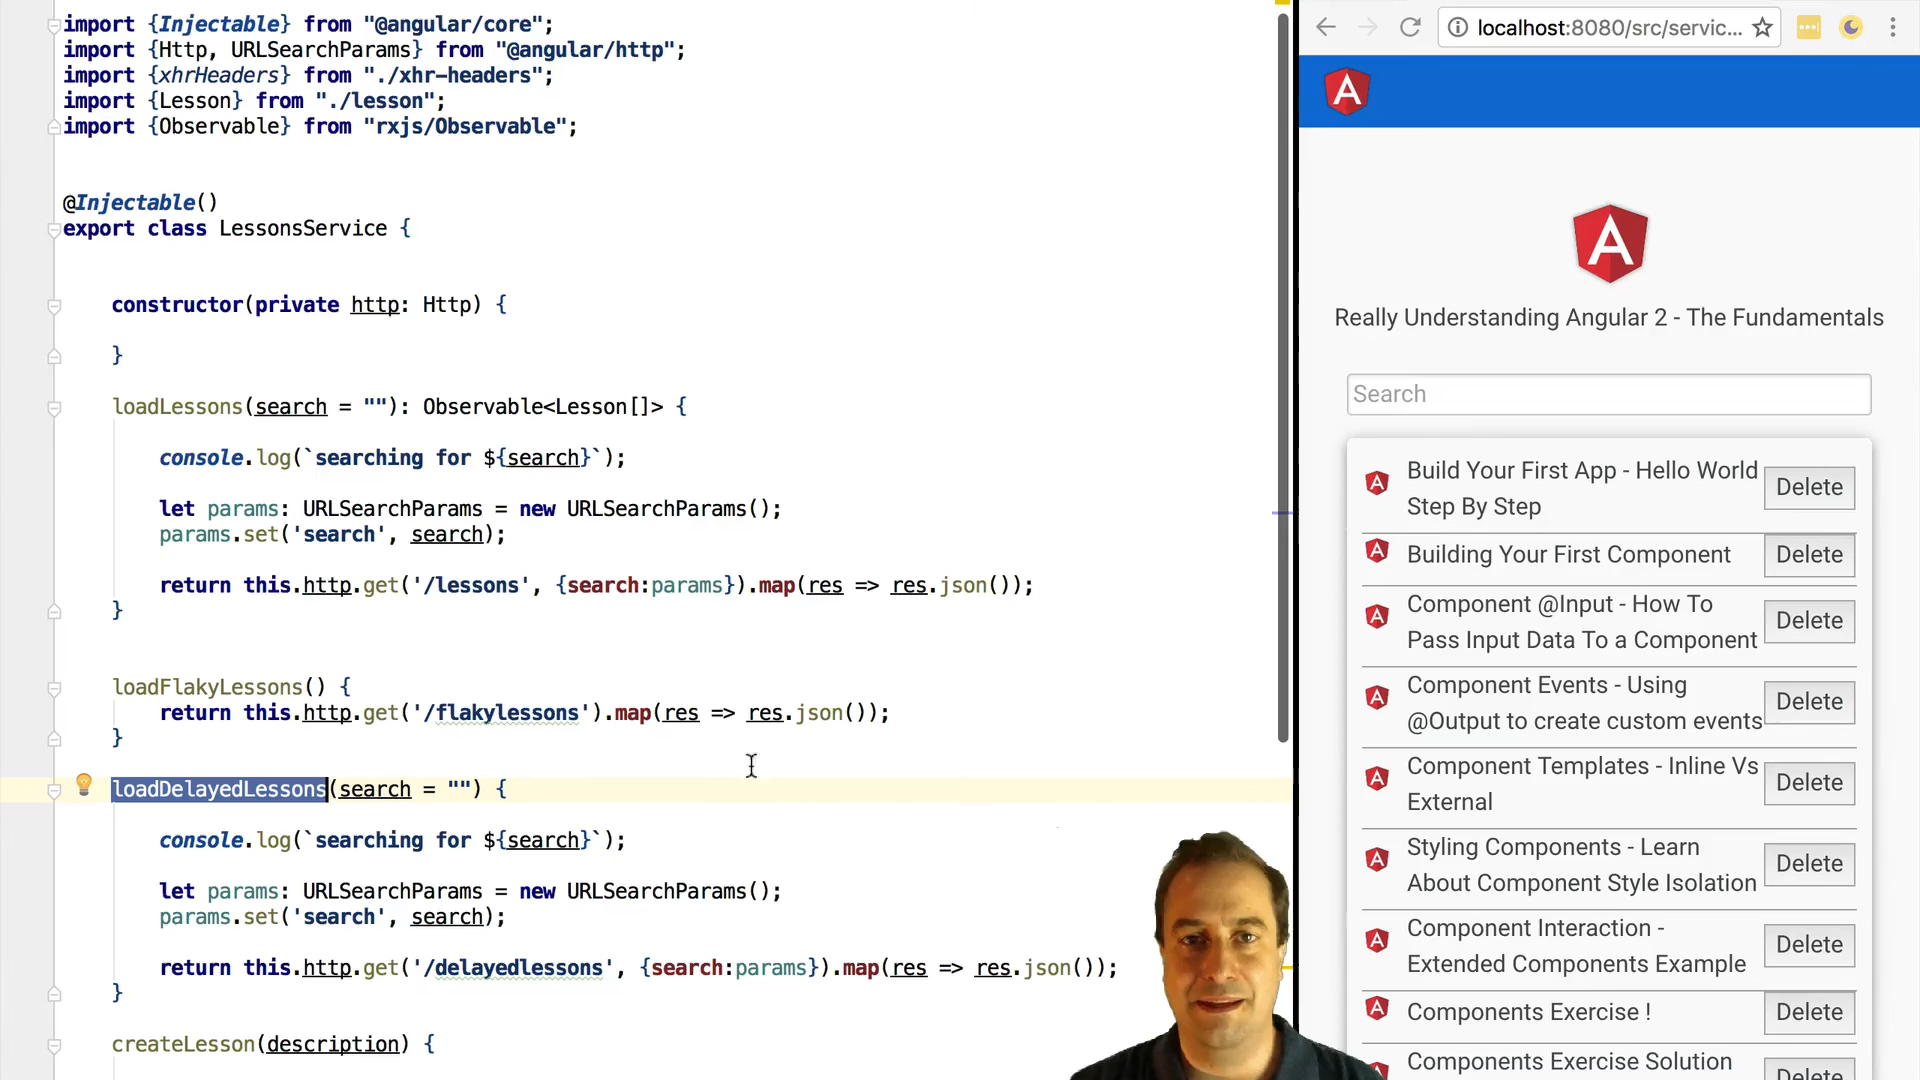 import {Injectable} from "@angular/core";
import {Http, URLSearchParams} from "@angular/http";
import {xhrHeaders} from "./xhr-headers";
import {Lesson} from "./lesson";
import {Observable} from "rxjs/Observable";
@Injectable()
export class LessonsService {
constructor(private http: Http) {
}
loadLessons(search = ""): Observable<Lesson[]> {
console.log(`searching for ${search}`);
let params: URLSearchParams = new URLSearchParams();
params.set('search', search);
return this.http.get('/lessons', {search:params}).map(res => res.json());
}
loadFlakyLessons() {
return this.http.get('/flakylessons').map(res => res.json());
}
loadDelayedLessons(search = "") {
console.log(`searching for ${search}`);
let params: URLSearchParams = new URLSearchParams();
params.set('search', search);
return this.http.get('/delayedlessons', {search:params}).map(res => res.json());
}
createLesson(description) {
localhost:8080/src/servic...
A
A
Really Understanding Angular 2 - The Fundamentals
Search
Build Your First App - Hello World
Step By Step
Delete
Building Your First Component
Delete
Component @Input - How To
Pass Input Data To a Component
Delete
Component Events - Using
@Output to create custom events
Delete
Component Templates - Inline Vs
External
Delete
Styling Components - Learn
About Component Style Isolation
Delete
Component Interaction -
Extended Components Example
Delete
Components Exercise !
Delete
Components Exercise Solution
Delete